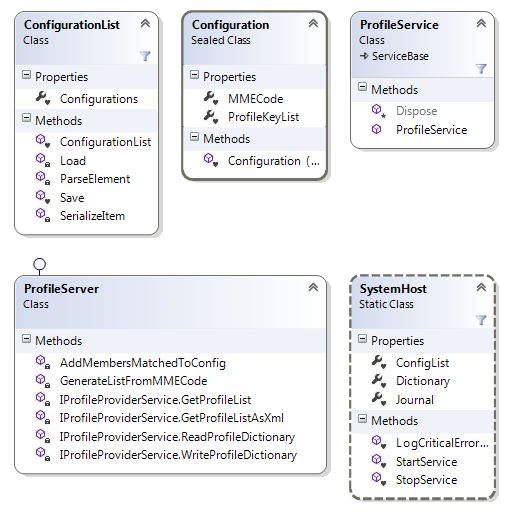 ConfigurationList
Class
Properties
Configurations
Methods
ConfigurationList
Load
ParseElement
Save
SerializeItem
Configuration
Sealed Class
Properties
MMECode
ProfileKeyList
Methods
Configuration (...
ProfileService
Class
ServiceBase
Methods
Dispose
ProfileService
ProfileServer
Class
Methods
AddMembersMatchedToConfig
GenerateListFromMMECode
IProfileProviderService.GetProfileList
IProfileProviderService.GetProfileListAsXml
IProfileProviderService.ReadProfileDictionary
IProfileProviderService.WriteProfileDictionary
SystemHost
Static Class
Properties
ConfigList
Dictionary
Journal
Methods
LogCriticalError...
StartService
StopService